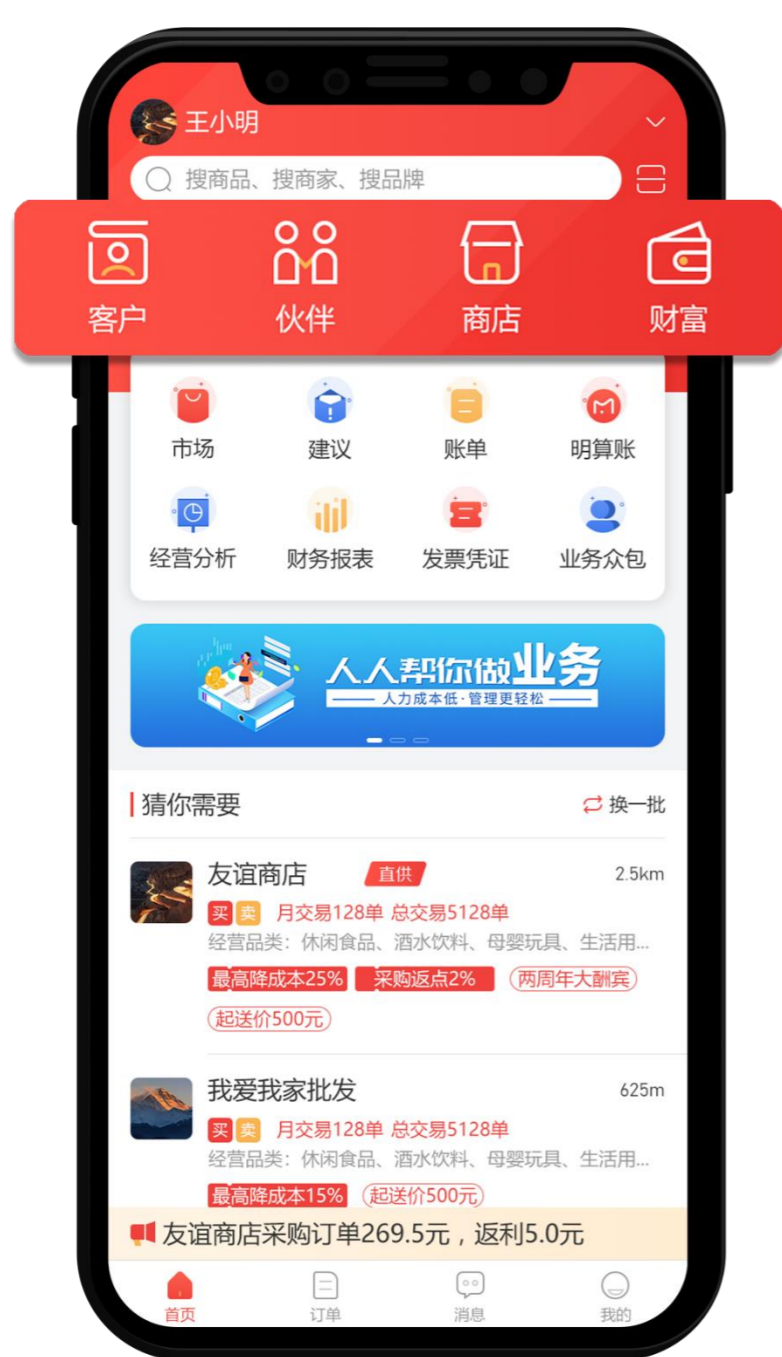 王小明
搜商品、搜商家、搜品牌
客户 伙伴 商店 财富
市场 建议 账单 明算账
经营分析 财务报表 发票凭证 业务众包
人人帮你做业务
人力成本低·管理更轻松
猜你需要 换一批
友谊商店 直供 2.5km
买 卖 月交易128单 总交易5128单
经营品类：休闲食品、酒水饮料、母婴玩具、生活用...
最高降成本25% 采购返点2% 两周年大酬宾
起送价500元
我爱我家批发 625m
买 卖 月交易128单 总交易5128单
经营品类：休闲食品、酒水饮料、母婴玩具、生活用...
最高降成本15% 起送价500元
友谊商店采购订单269.5元，返利5.0元
首页 订单 消息 我的